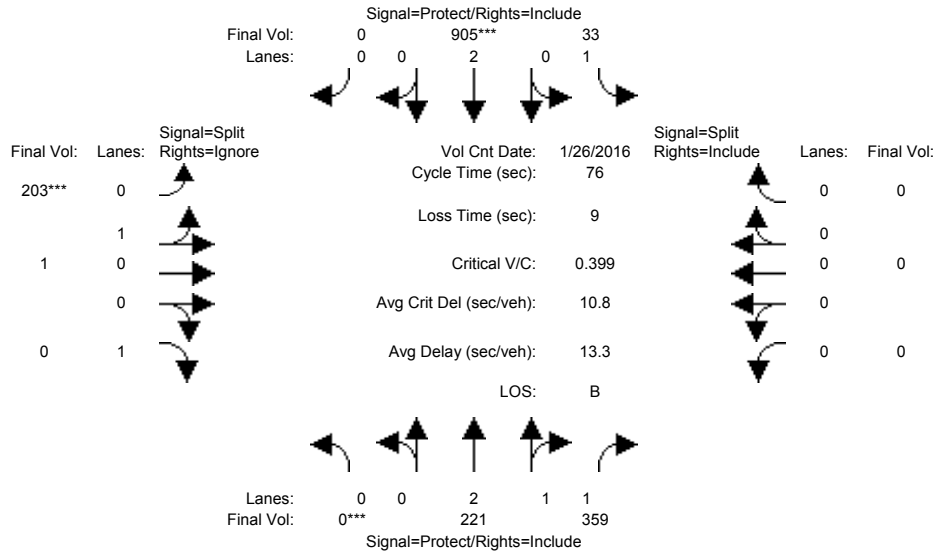 Signal=Protect/Rights=Include
Final Vol: 0 905*** 33
Lanes: 0 0 2 0 1
Signal=Split
Final Vol: Lanes: Rights=Ignore
Vol Cnt Date: 1/26/2016
Signal=Split
Rights=Include Lanes: Final Vol:
Cycle Time (sec): 76
203*** 0 0 0
Loss Time (sec): 9
1 0
1 0 Critical V/C: 0.399 0 0
0 Avg Crit Del (sec/veh): 10.8 0
0 1 Avg Delay (sec/veh): 13.3 0 0
LOS: B
Lanes: 0 0 2 1 1
Final Vol: 0*** 221 359
Signal=Protect/Rights=Include